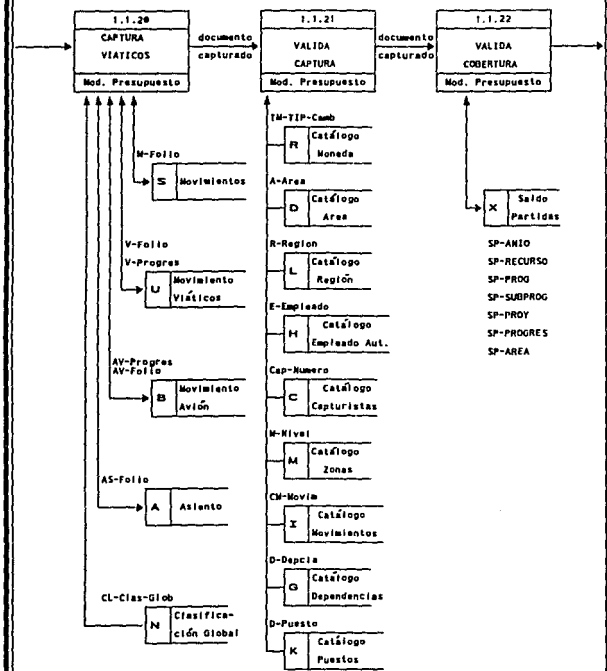 1.1.20
CAPTURA
VIATICOS
Mod. Presupuesto
documento
capturado
1.1.21
VALIDA
CAPTURA
Mod. Presupuesto
documento
capturado
1.1.22
VALIDA
COBERTURA
Mod. Presupuesto
M-Folio
S
Movimientos
V-Folio
V-Progres
U
Movimiento
Viáticos
AV-Progres
AV-Folio
B
Movimiento
Avión
AS-Folio
A
Asiento
CL-Clas-Glob
N
Clasifica-
ción Global
TM-TIP-Camb
R
Catálogo
Moneda
A-Area
D
Catálogo
Area
R-Region
L
Catálogo
Región
E-Empleado
H
Catálogo
Empleado Aut.
Cap-Numero
C
Catálogo
Capturistas
M-Nivel
M
Catálogo
Zonas
CM-Movim
I
Catálogo
Movimientos
D-Depcia
G
Catálogo
Dependencias
D-Puesto
K
Catálogo
Puestos
X
Saldo
Partidas
SP-ANIO
SP-RECURSO
SP-PROG
SP-SUBPROG
SP-PROY
SP-PROGRES
SP-AREA